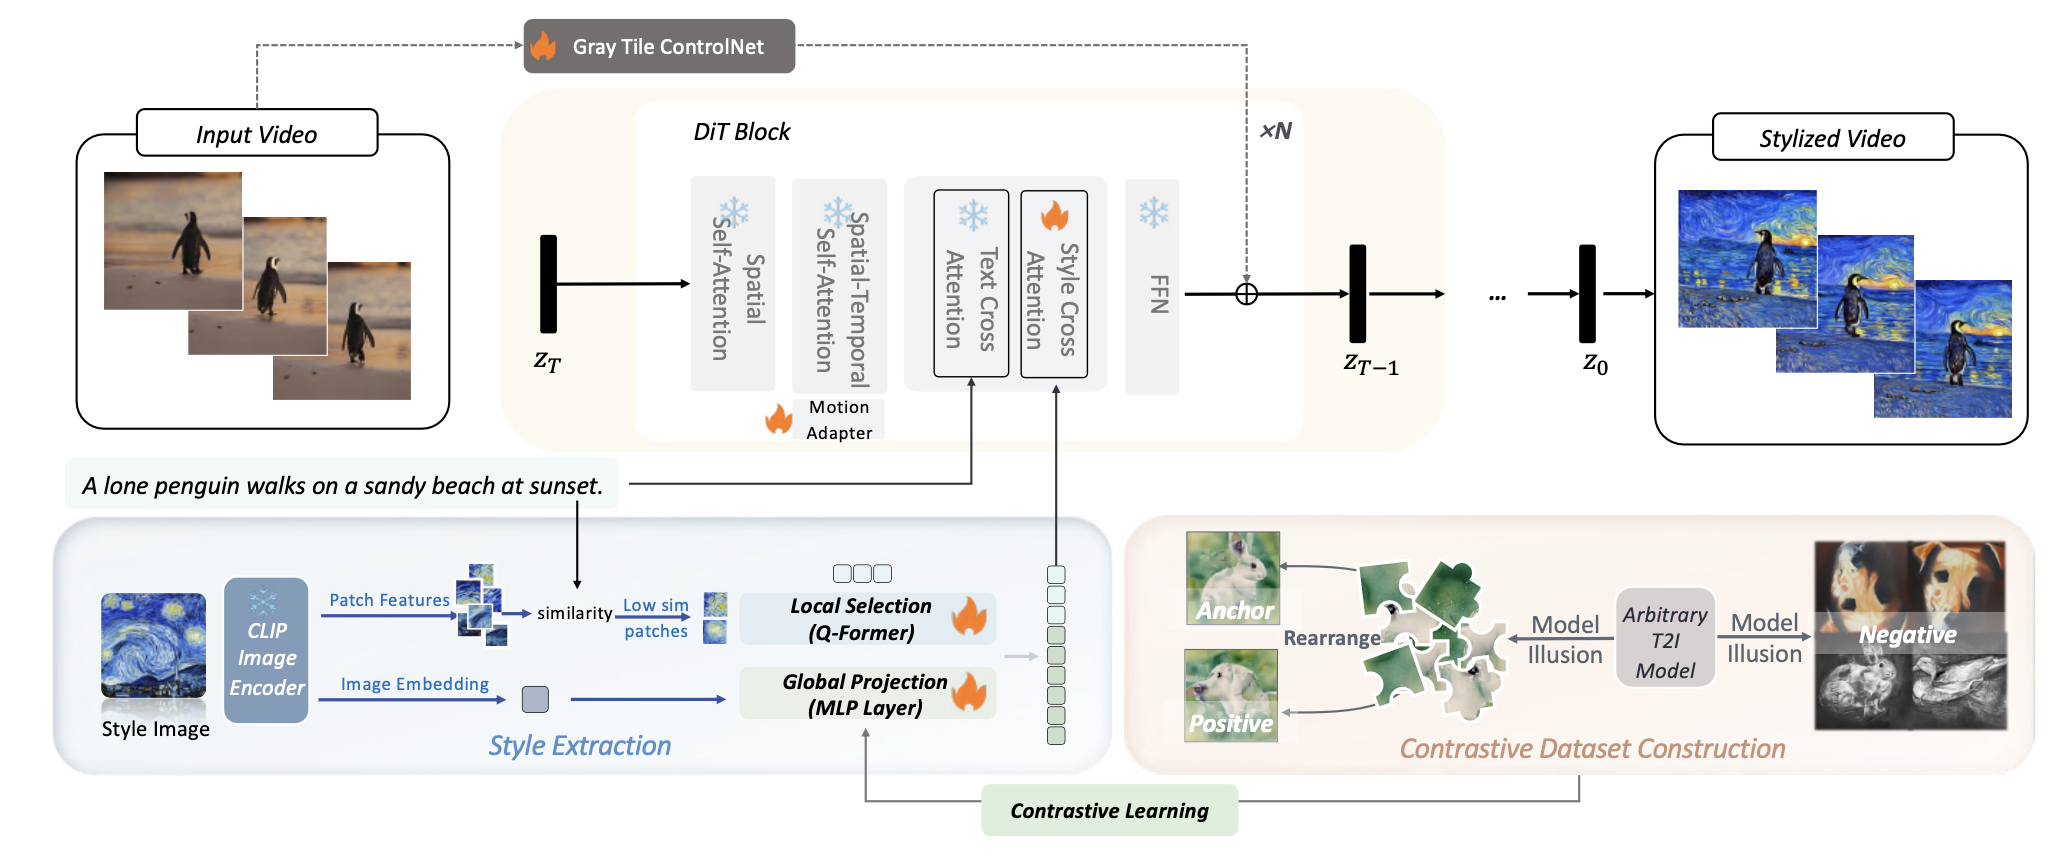 Gray Tile ControlNet
Input Video
DiT Block
×N
Stylized Video
Spatial
Self-Attention
Spatial-Temporal
Self-Attention
Text Cross
Attention
Style Cross
Attention
FFN
Motion
Adapter
z_T
z_{T−1}
...
z_0
A lone penguin walks on a sandy beach at sunset.
CLIP
Image
Encoder
Style Image
Patch Features
similarity
Low sim
patches
Local Selection
(Q-Former)
Image Embedding
Global Projection
(MLP Layer)
Style Extraction
Anchor
Rearrange
Positive
Model
Illusion
Arbitrary
T2I
Model
Model
Illusion
Negative
Contrastive Dataset Construction
Contrastive Learning